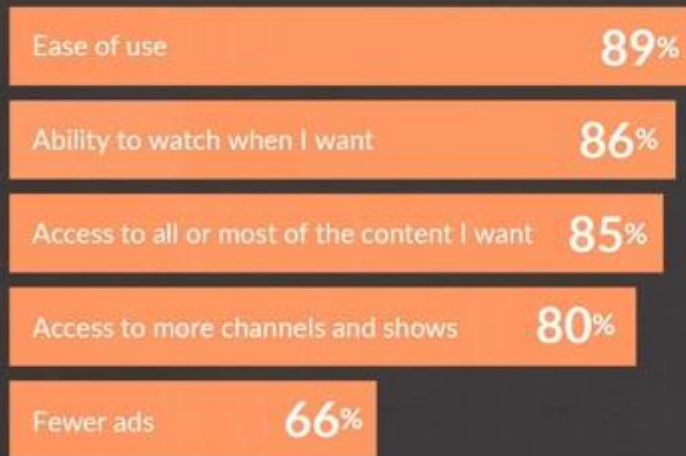 Ease of use 89%
Ability to watch when I want 86%
Access to all or most of the content I want 85%
Access to more channels and shows 80%
Fewer ads 66%